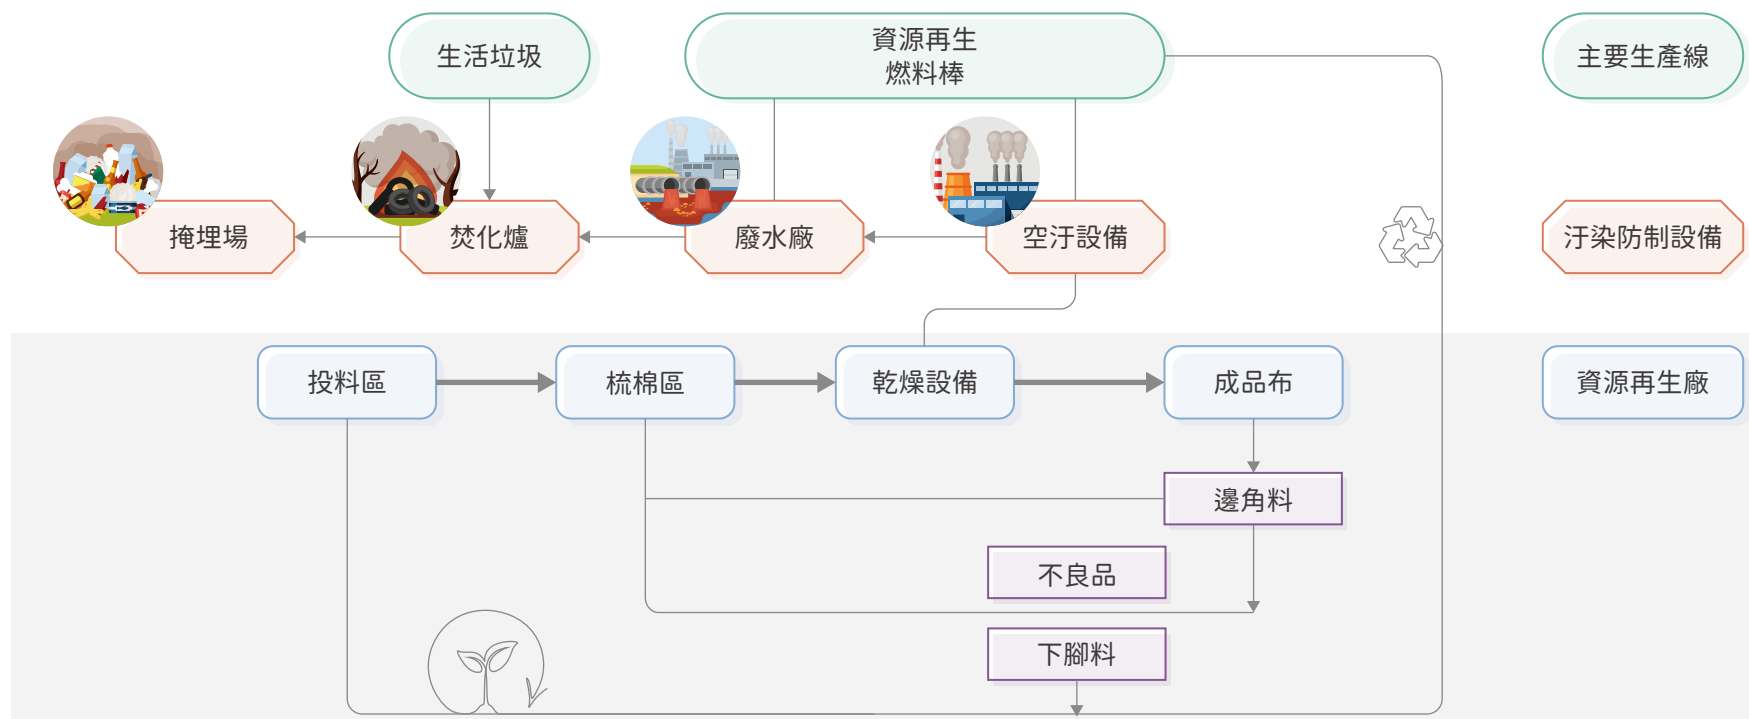 生活垃圾
資源再生
燃料棒
主要生產線
掩埋場
焚化爐
廢水廠
空汙設備
汙染防制設備
投料區
梳棉區
乾燥設備
成品布
資源再生廠
邊角料
不良品
下腳料